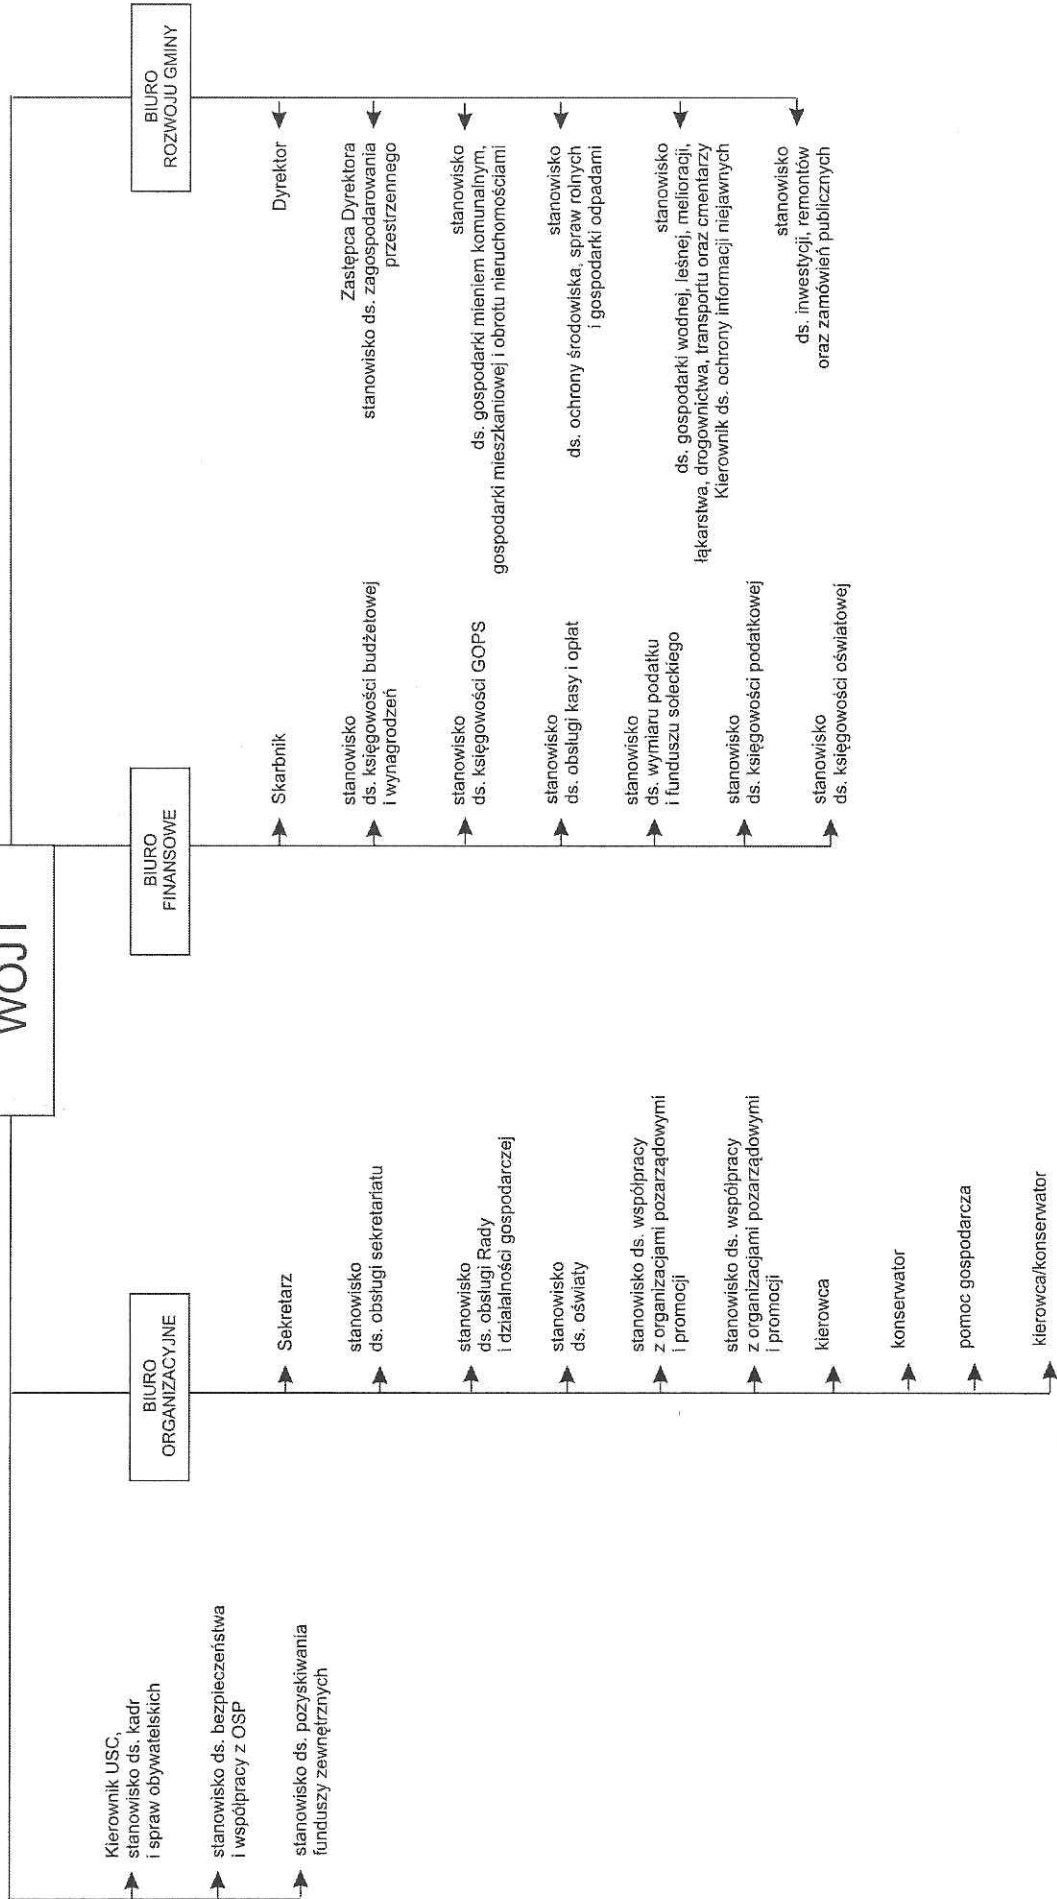 WÓJT
Kierownik USC,
stanowisko ds. kadr
i spraw obywatelskich
stanowisko ds. bezpieczeństwa
i współpracy z OSP
stanowisko ds. pozyskiwania
funduszy zewnętrznych
BIURO
ORGANIZACYJNE
Sekretarz
stanowisko
ds. obsługi sekretariatu
stanowisko
ds. obsługi Rady
i działalności gospodarczej
stanowisko
ds. oświaty
stanowisko ds. współpracy
z organizacjami pozarządowymi
i promocji
stanowisko ds. współpracy
z organizacjami pozarządowymi
i promocji
kierowca
konserwator
pomoc gospodarcza
kierowca/konserwator
BIURO
FINANSOWE
Skarbnik
stanowisko
ds. księgowości budżetowej
i wynagrodzeń
stanowisko
ds. księgowości GOPS
stanowisko
ds. obsługi kasy i opłat
stanowisko
ds. wymiaru podatku
i funduszu sołeckiego
stanowisko
ds. księgowości podatkowej
stanowisko
ds. księgowości oświatowej
BIURO
ROZWOJU GMINY
Dyrektor
Zastępca Dyrektora
stanowisko ds. zagospodarowania
przestrzennego
stanowisko
ds. gospodarki mieniem komunalnym,
gospodarki mieszkaniowej i obrotu nieruchomościami
stanowisko
ds. ochrony środowiska, spraw rolnych
i gospodarki odpadami
stanowisko
ds. gospodarki wodnej, leśnej, melioracji,
łąkarstwa, drogownictwa, transportu oraz cmentarzy
Kierownik ds. ochrony informacji niejawnych
stanowisko
ds. inwestycji, remontów
oraz zamówień publicznych